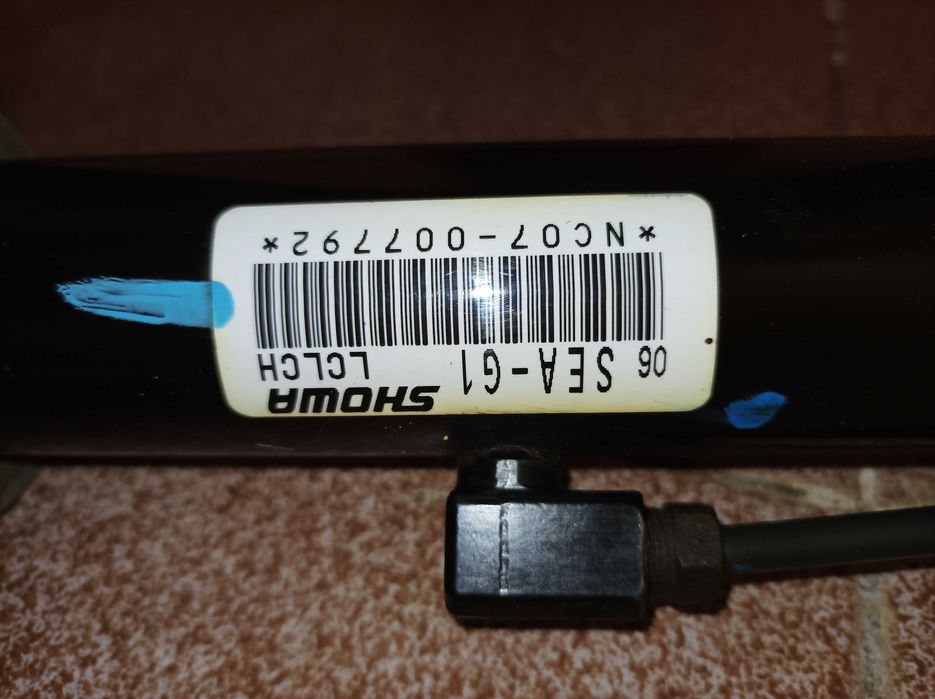 SHOWA
06 SEA-G1 LCLCH
*NC07-007792*